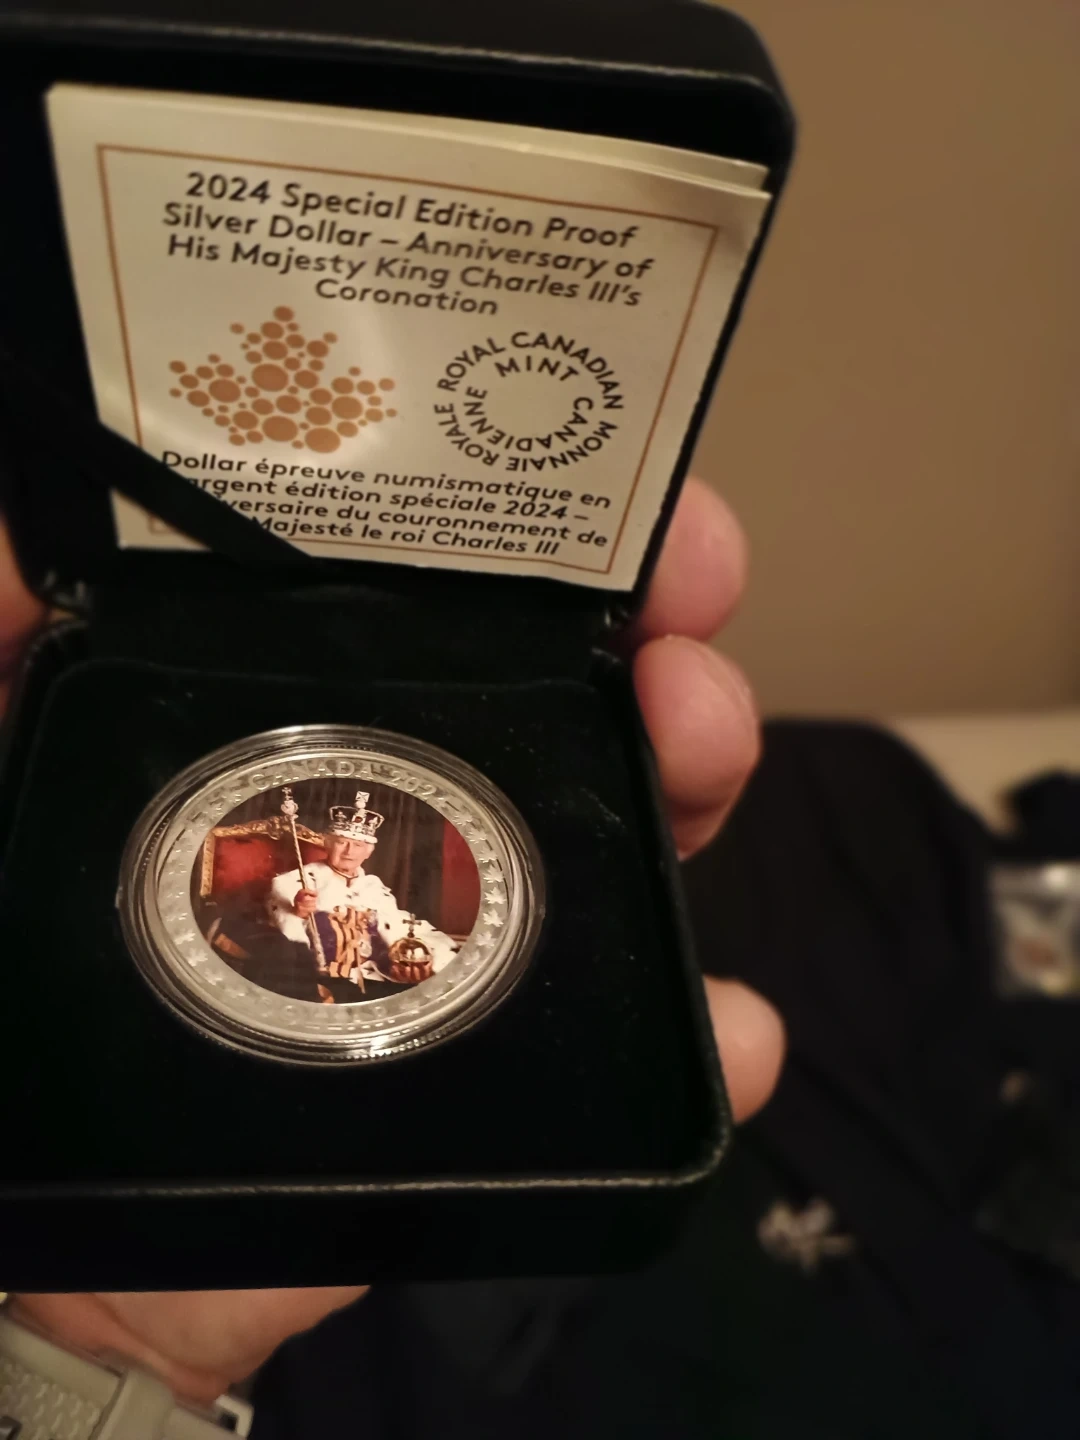 2024 Special Edition Proof
Silver Dollar – Anniversary of
His Majesty King Charles III's
Coronation
ROYAL CANADIAN MINT
MONNAIE ROYALE CANADIENNE
Dollar épreuve numismatique en
argent édition spéciale 2024 –
versaire du couronnement de
Majesté le roi Charles III
CANADA 2024
DOLLAR